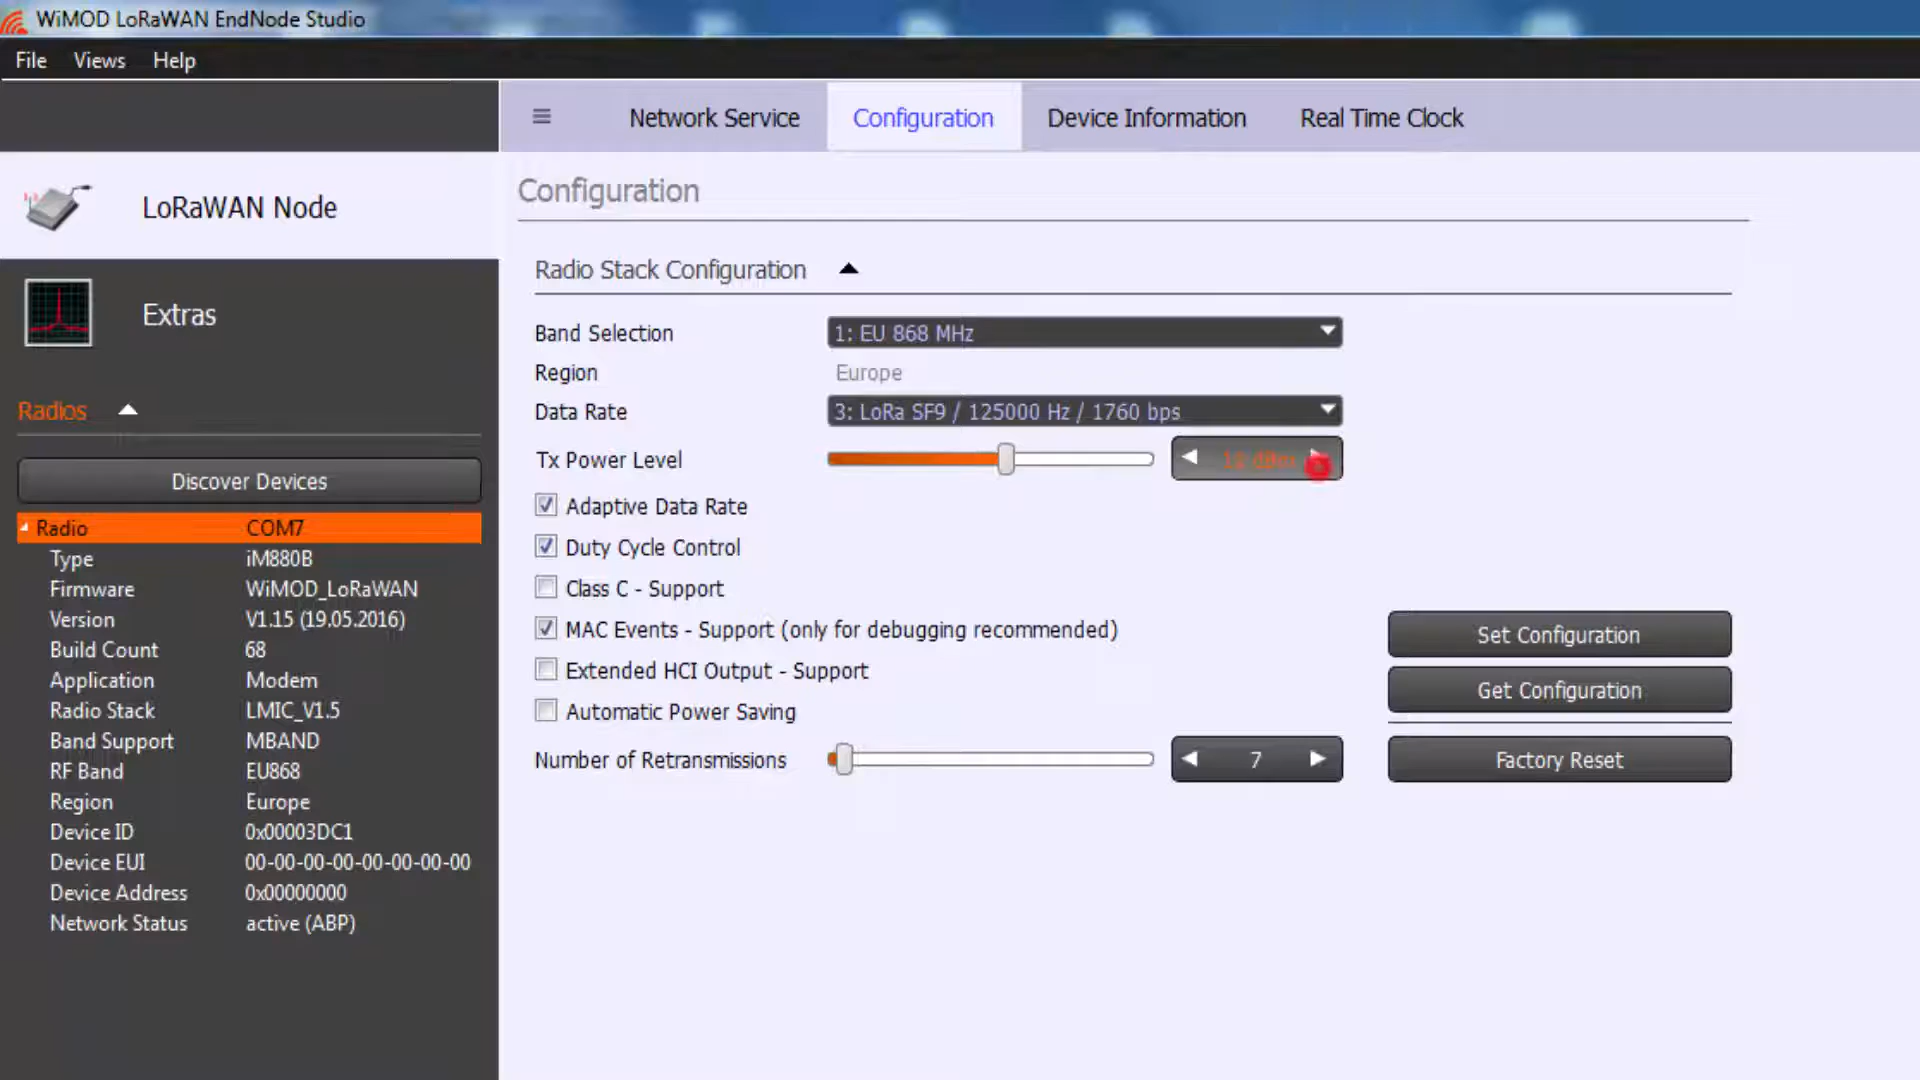 WiMOD LoRaWAN EndNode Studio
File Views Help
≡ Network Service Configuration Device Information Real Time Clock
LoRaWAN Node
Extras
Radios
Discover Devices
Radio COM7
Type iM880B
Firmware WiMOD_LoRaWAN
Version V1.15 (19.05.2016)
Build Count 68
Application Modem
Radio Stack LMIC_V1.5
Band Support MBAND
RF Band EU868
Region Europe
Device ID 0x00003DC1
Device EUI 00-00-00-00-00-00-00-00
Device Address 0x00000000
Network Status active (ABP)
Configuration
Radio Stack Configuration
Band Selection 1: EU 868 MHz
Region Europe
Data Rate 3: LoRa SF9 / 125000 Hz / 1760 bps
Tx Power Level dBm
Adaptive Data Rate
Duty Cycle Control
Class C - Support
MAC Events - Support (only for debugging recommended)
Extended HCI Output - Support
Automatic Power Saving
Number of Retransmissions 7
Set Configuration
Get Configuration
Factory Reset